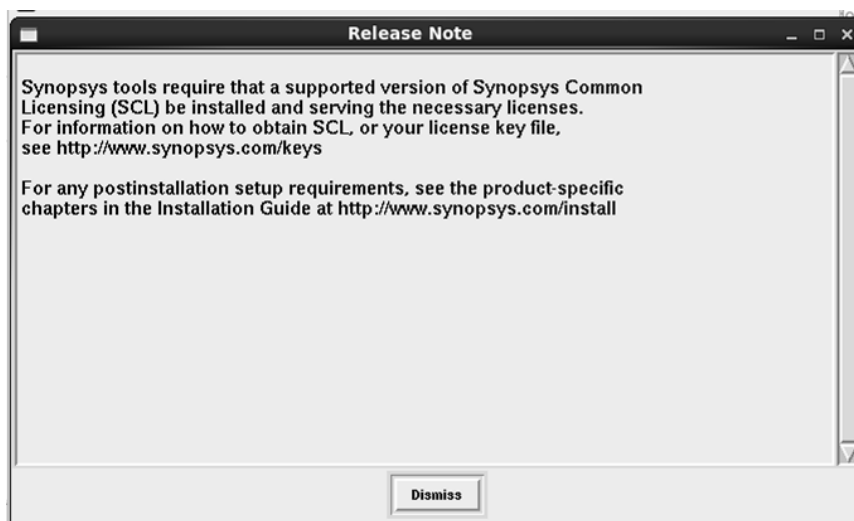 Release Note
Synopsys tools require that a supported version of Synopsys Common
Licensing (SCL) be installed and serving the necessary licenses.
For information on how to obtain SCL, or your license key file,
see http://www.synopsys.com/keys
For any postinstallation setup requirements, see the product-specific
chapters in the Installation Guide at http://www.synopsys.com/install
Dismiss